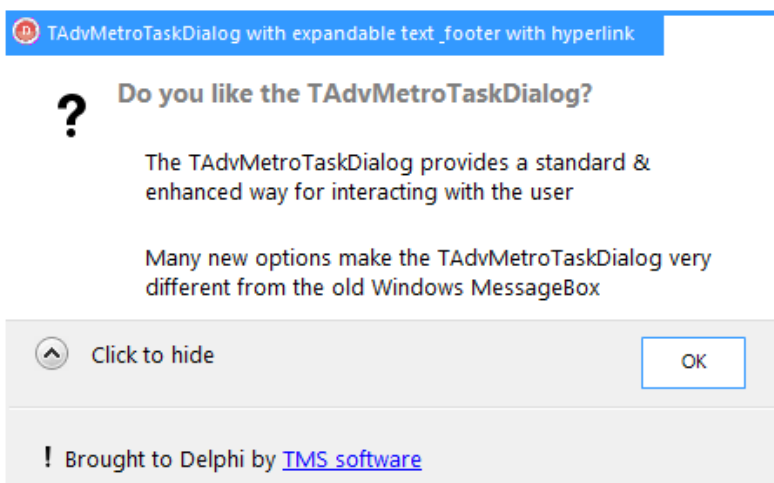 TAdvMetroTaskDialog with expandable text_footer with hyperlink
? Do you like the TAdvMetroTaskDialog?
The TAdvMetroTaskDialog provides a standard &
enhanced way for interacting with the user
Many new options make the TAdvMetroTaskDialog very
different from the old Windows MessageBox
Click to hide
OK
! Brought to Delphi by TMS software